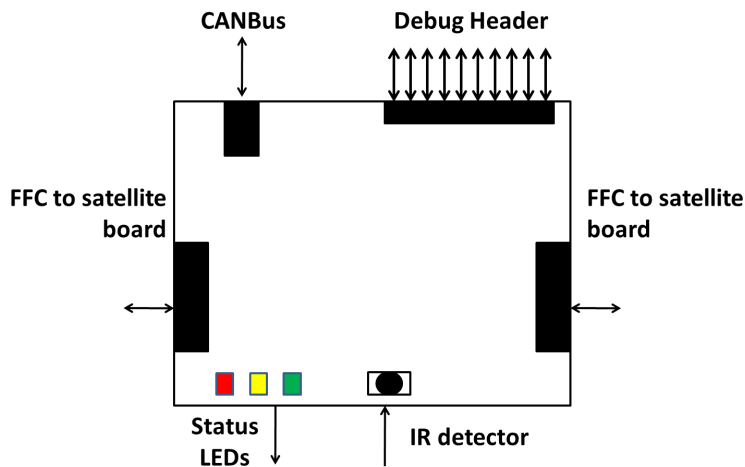 CANBus
Debug Header
FFC to satellite
board
FFC to satellite
board
Status
LEDs
IR detector